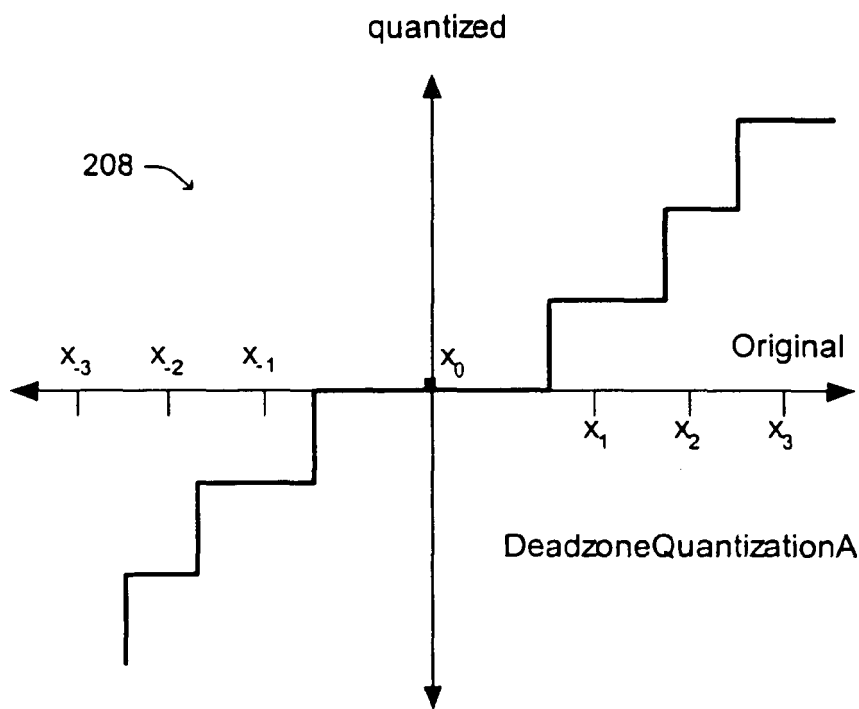 quantized
208
X₋₃ X₋₂ X₋₁ X₀ Original
X₁ X₂ X₃
DeadzoneQuantizationA